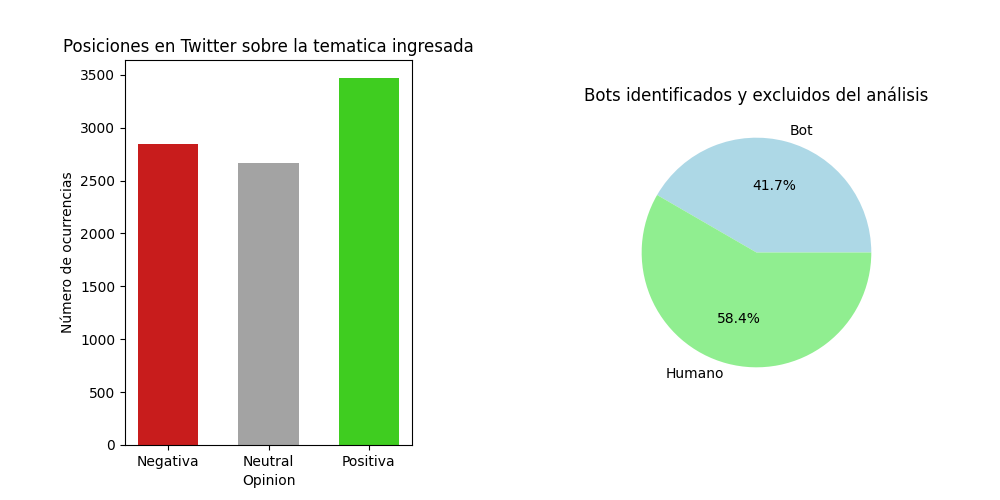 Posiciones en Twitter sobre la tematica ingresada
Número de ocurrencias
3500
3000
2500
2000
1500
1000
500
0
Negativa
Neutral
Positiva
Opinion
Bots identificados y excluidos del análisis
Bot
41.7%
58.4%
Humano